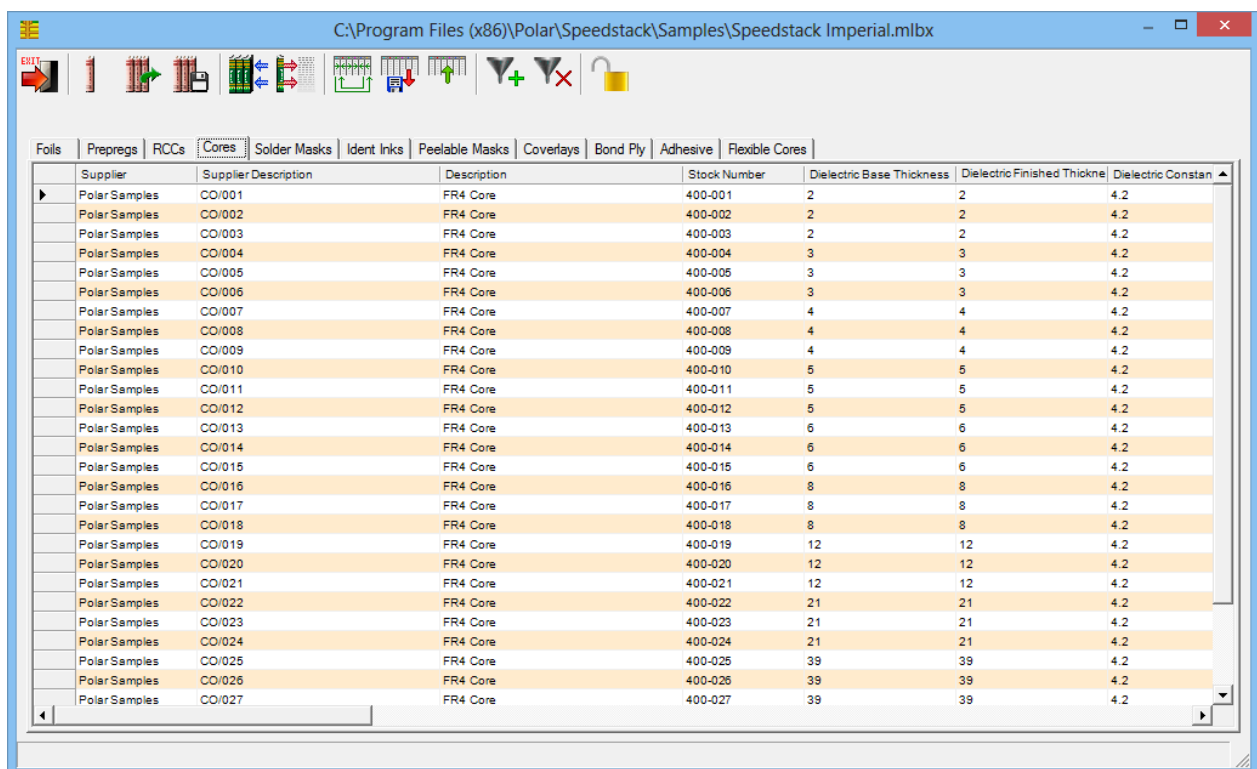 C:\Program Files (x86)\Polar\Speedstack\Samples\Speedstack Imperial.mlbx
EXIT
Foils Prepregs RCCs Cores Solder Masks Ident Inks Peelable Masks Coverlays Bond Ply Adhesive Flexible Cores
Supplier Supplier Description Description Stock Number Dielectric Base Thickness Dielectric Finished Thickne Dielectric Constan
Polar Samples CO/001 FR4 Core 400-001 2 2 4.2
Polar Samples CO/002 FR4 Core 400-002 2 2 4.2
Polar Samples CO/003 FR4 Core 400-003 2 2 4.2
Polar Samples CO/004 FR4 Core 400-004 3 3 4.2
Polar Samples CO/005 FR4 Core 400-005 3 3 4.2
Polar Samples CO/006 FR4 Core 400-006 3 3 4.2
Polar Samples CO/007 FR4 Core 400-007 4 4 4.2
Polar Samples CO/008 FR4 Core 400-008 4 4 4.2
Polar Samples CO/009 FR4 Core 400-009 4 4 4.2
Polar Samples CO/010 FR4 Core 400-010 5 5 4.2
Polar Samples CO/011 FR4 Core 400-011 5 5 4.2
Polar Samples CO/012 FR4 Core 400-012 5 5 4.2
Polar Samples CO/013 FR4 Core 400-013 6 6 4.2
Polar Samples CO/014 FR4 Core 400-014 6 6 4.2
Polar Samples CO/015 FR4 Core 400-015 6 6 4.2
Polar Samples CO/016 FR4 Core 400-016 8 8 4.2
Polar Samples CO/017 FR4 Core 400-017 8 8 4.2
Polar Samples CO/018 FR4 Core 400-018 8 8 4.2
Polar Samples CO/019 FR4 Core 400-019 12 12 4.2
Polar Samples CO/020 FR4 Core 400-020 12 12 4.2
Polar Samples CO/021 FR4 Core 400-021 12 12 4.2
Polar Samples CO/022 FR4 Core 400-022 21 21 4.2
Polar Samples CO/023 FR4 Core 400-023 21 21 4.2
Polar Samples CO/024 FR4 Core 400-024 21 21 4.2
Polar Samples CO/025 FR4 Core 400-025 39 39 4.2
Polar Samples CO/026 FR4 Core 400-026 39 39 4.2
Polar Samples CO/027 FR4 Core 400-027 39 39 4.2